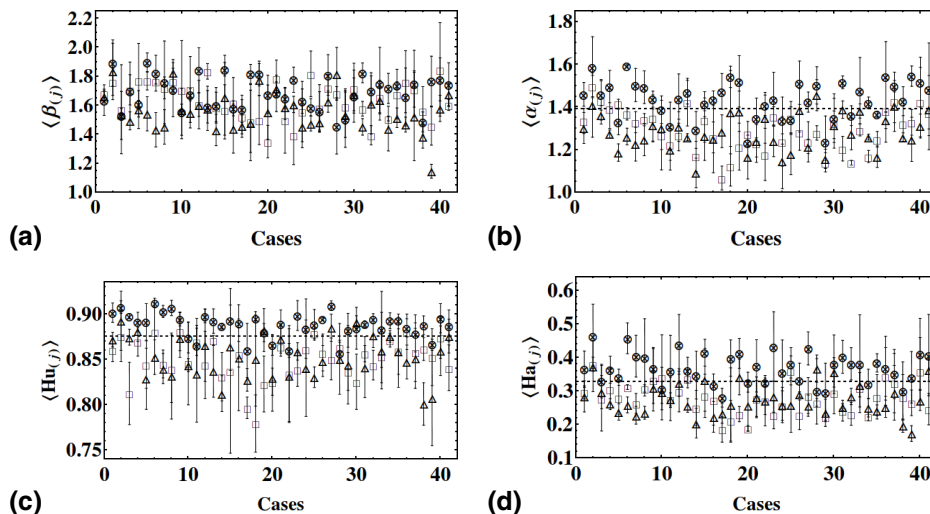 2.2
2.0
1.8
1.6
1.4
1.2
1.0
⟨β(j)⟩
0 10 20 30 40
(a)
Cases
1.8
1.6
1.4
1.2
1.0
⟨α(j)⟩
0 10 20 30 40
(b)
Cases
0.90
0.85
0.80
0.75
⟨Hu(j)⟩
0 10 20 30 40
(c)
Cases
0.6
0.5
0.4
0.3
0.2
0.1
⟨Ha(j)⟩
0 10 20 30 40
(d)
Cases